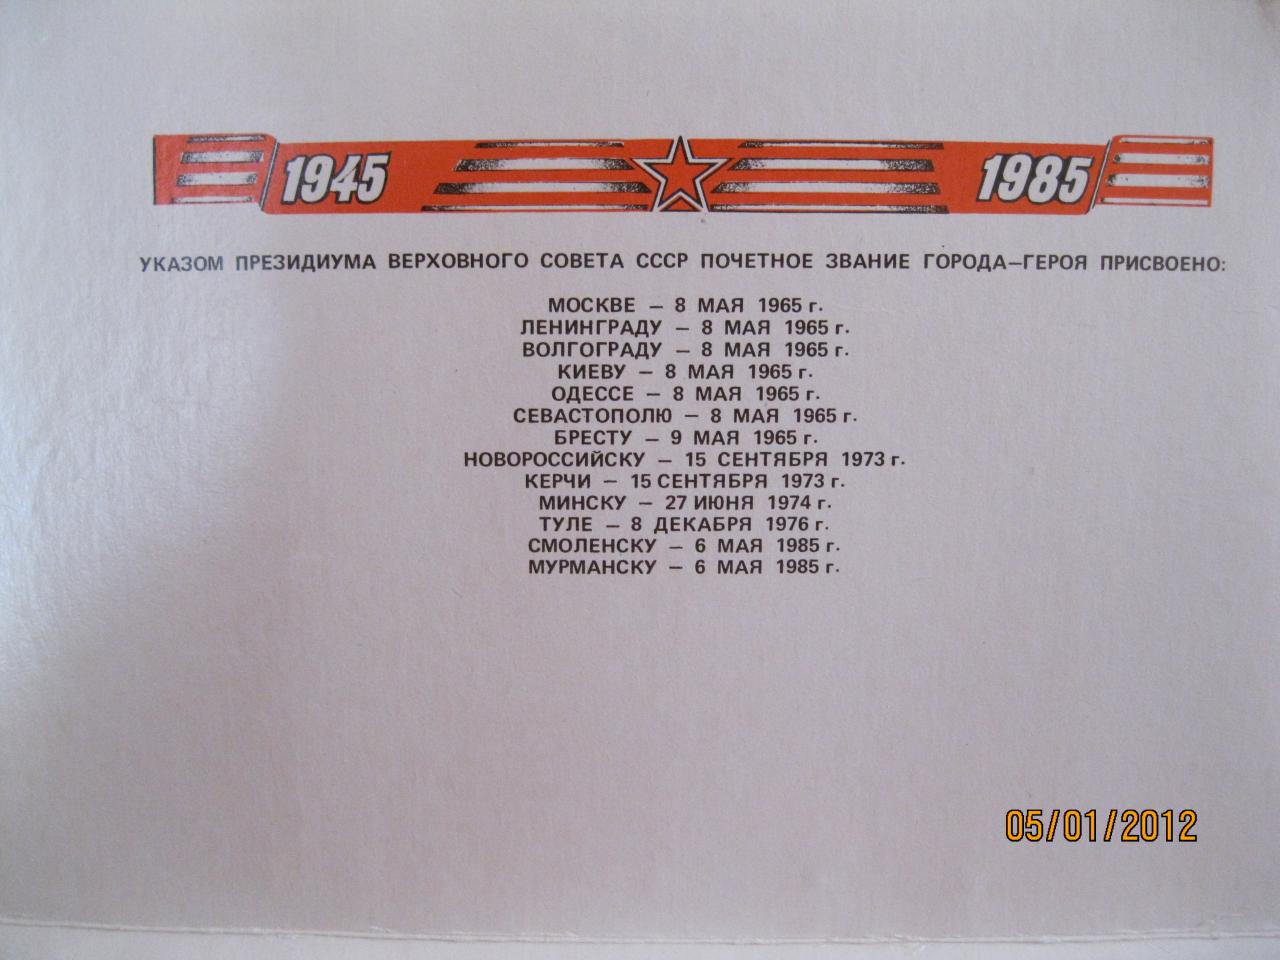 1945 1985
УКАЗОМ ПРЕЗИДИУМА ВЕРХОВНОГО СОВЕТА СССР ПОЧЕТНОЕ ЗВАНИЕ ГОРОДА–ГЕРОЯ ПРИСВОЕНО:
МОСКВЕ – 8 МАЯ 1965 г.
ЛЕНИНГРАДУ – 8 МАЯ 1965 г.
ВОЛГОГРАДУ – 8 МАЯ 1965 г.
КИЕВУ – 8 МАЯ 1965 г.
ОДЕССЕ – 8 МАЯ 1965 г.
СЕВАСТОПОЛЮ – 8 МАЯ 1965 г.
БРЕСТУ – 9 МАЯ 1965 г.
НОВОРОССИЙСКУ – 15 СЕНТЯБРЯ 1973 г.
КЕРЧИ – 15 СЕНТЯБРЯ 1973 г.
МИНСКУ – 27 ИЮНЯ 1974 г.
ТУЛЕ – 8 ДЕКАБРЯ 1976 г.
СМОЛЕНСКУ – 6 МАЯ 1985 г.
МУРМАНСКУ – 6 МАЯ 1985 г.
05/01/2012